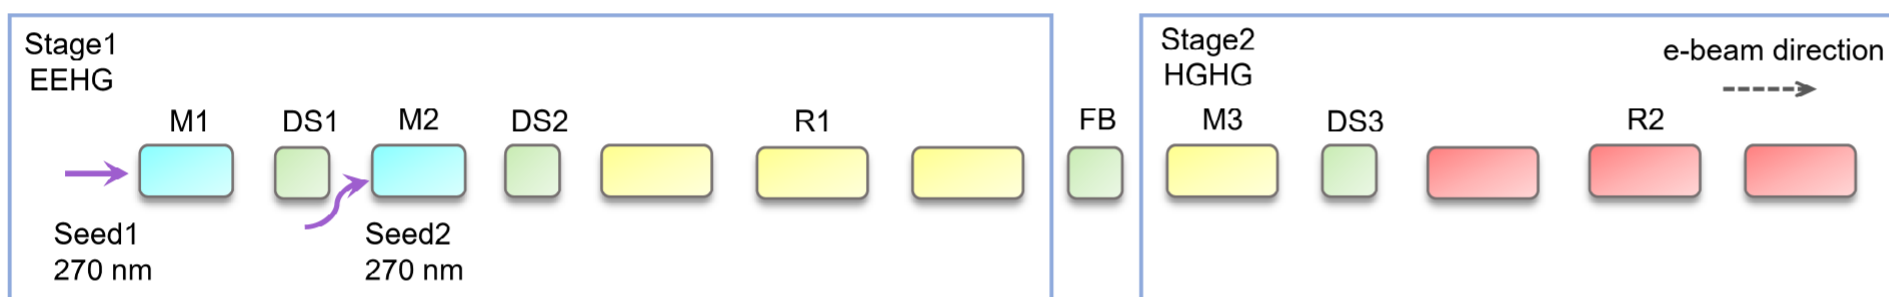 Stage1
EEHG
M1
DS1
M2
DS2
R1
Seed1
270 nm
Seed2
270 nm
FB
Stage2
HGHG
e-beam direction
M3
DS3
R2